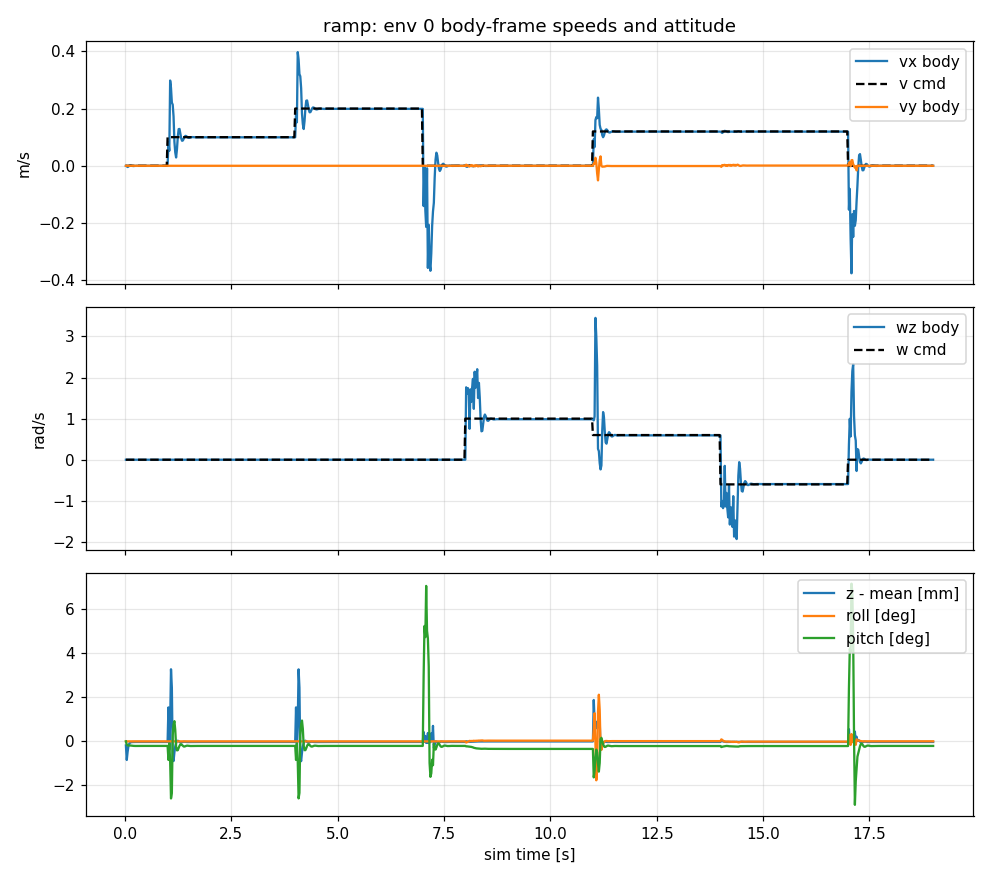 ramp: env 0 body-frame speeds and attitude
0.4
0.2
0.0
−0.2
−0.4
m/s
vx body
v cmd
vy body
3
2
1
0
−1
−2
rad/s
wz body
w cmd
6
4
2
0
−2
z - mean [mm]
roll [deg]
pitch [deg]
0.0 2.5 5.0 7.5 10.0 12.5 15.0 17.5
sim time [s]